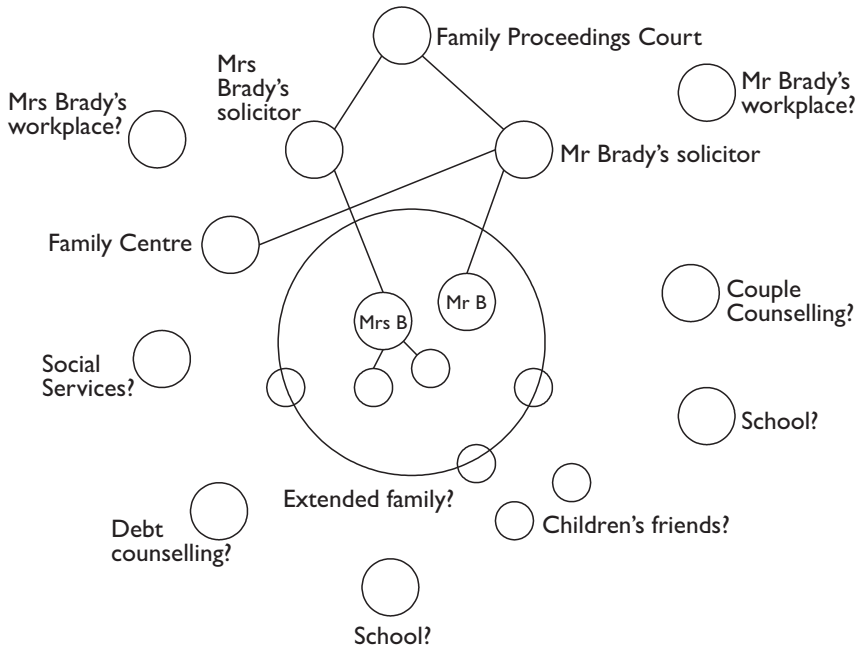 Family Proceedings Court
Mrs
Brady’s
solicitor
Mr Brady’s
workplace?
Mrs Brady’s
workplace?
Mr Brady’s solicitor
Family Centre
Couple
Counselling?
Mr B
Mrs B
Social
Services?
School?
Extended family?
Children’s friends?
Debt
counselling?
School?